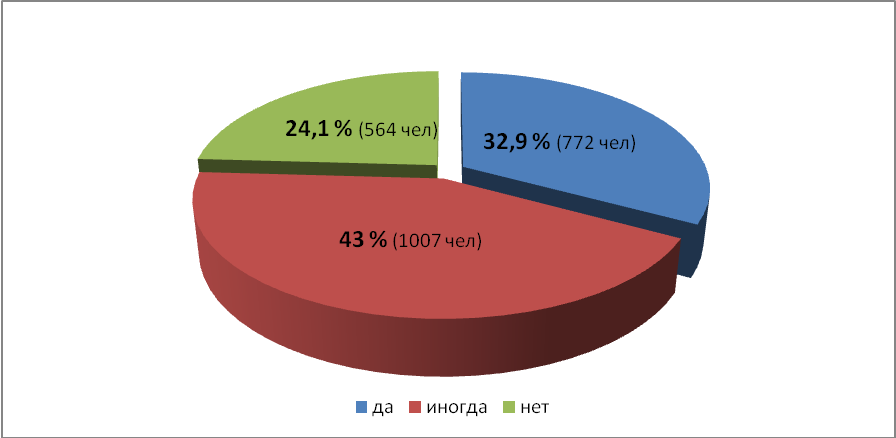 24,1 % (564 чел)
32,9 % (772 чел)
43 % (1007 чел)
да иногда нет